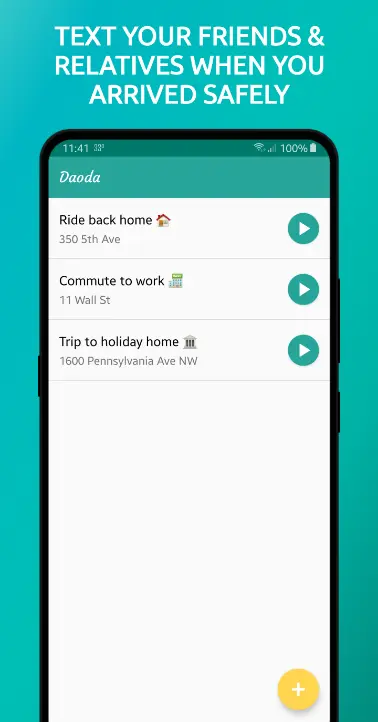 TEXT YOUR FRIENDS &
RELATIVES WHEN YOU
ARRIVED SAFELY
11:41
100%
Daoda
Ride back home
350 5th Ave
Commute to work
11 Wall St
Trip to holiday home
1600 Pennsylvania Ave NW